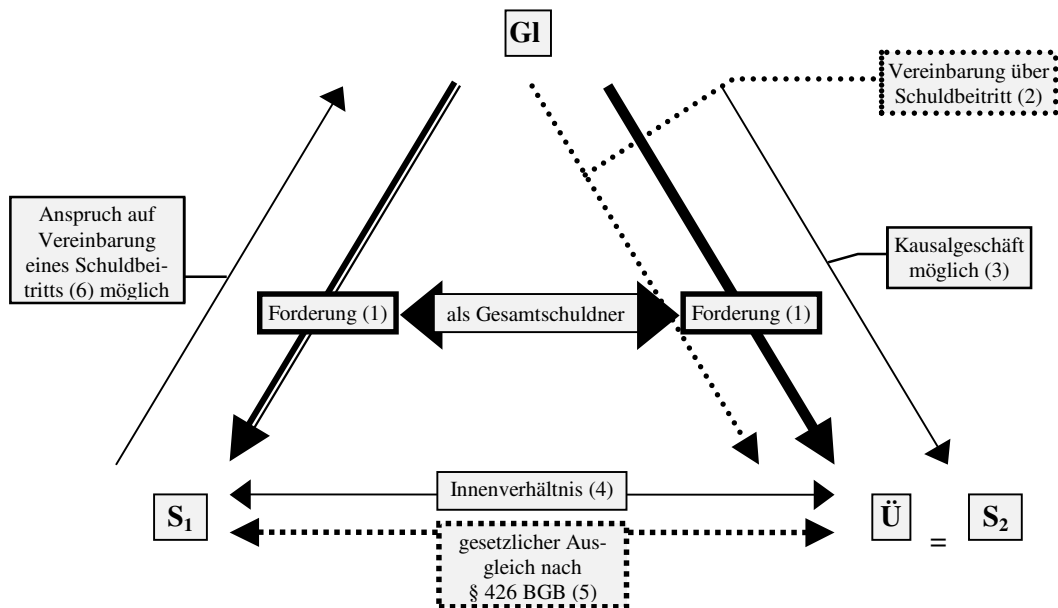 Gl
Vereinbarung über
Schuldbeitritt (2)
Anspruch auf
Vereinbarung
eines Schuldbei-
tritts (6) möglich
Kausalgeschäft
möglich (3)
Forderung (1)
als Gesamtschuldner
Forderung (1)
Innenverhältnis (4)
S1
Ü
=
S2
gesetzlicher Aus-
gleich nach
§ 426 BGB (5)